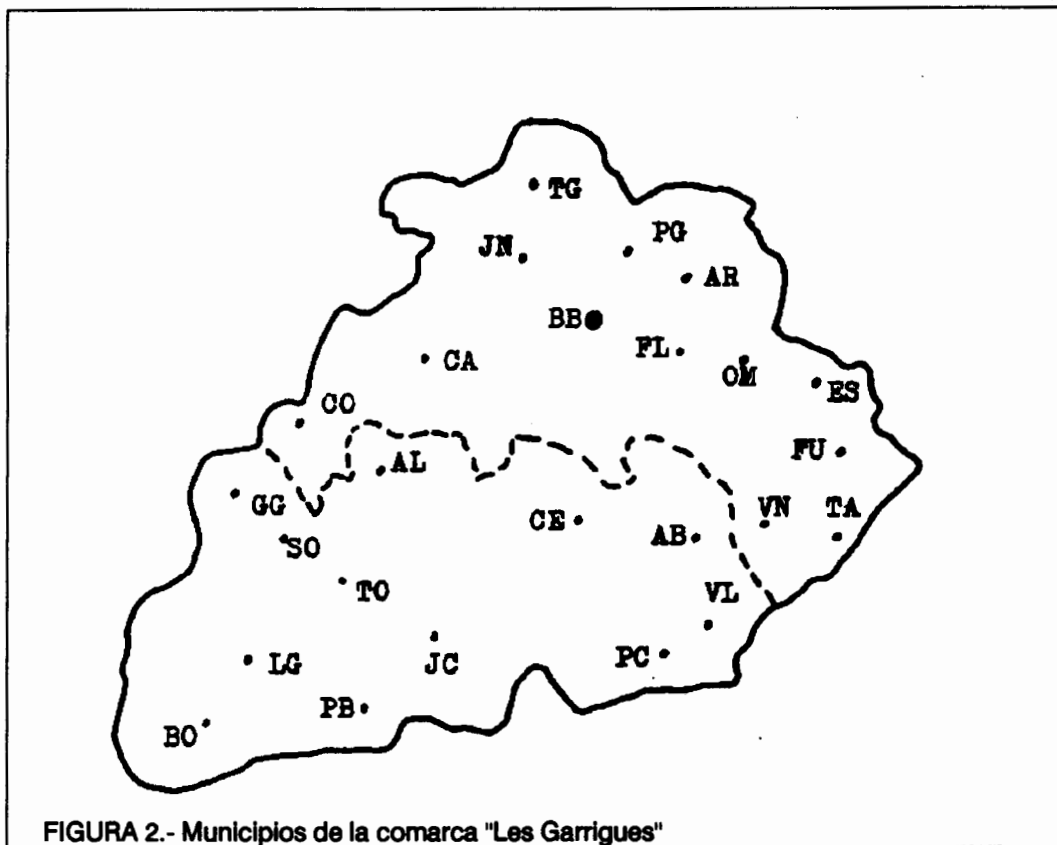 TG
JN
PG
AR
BB
FL
OM
CA
ES
CO
FU
AL
GG
CE
VN
TA
SO
AB
TO
VL
LG
JC
PC
BO
PB
FIGURA 2.- Municipios de la comarca "Les Garrigues"